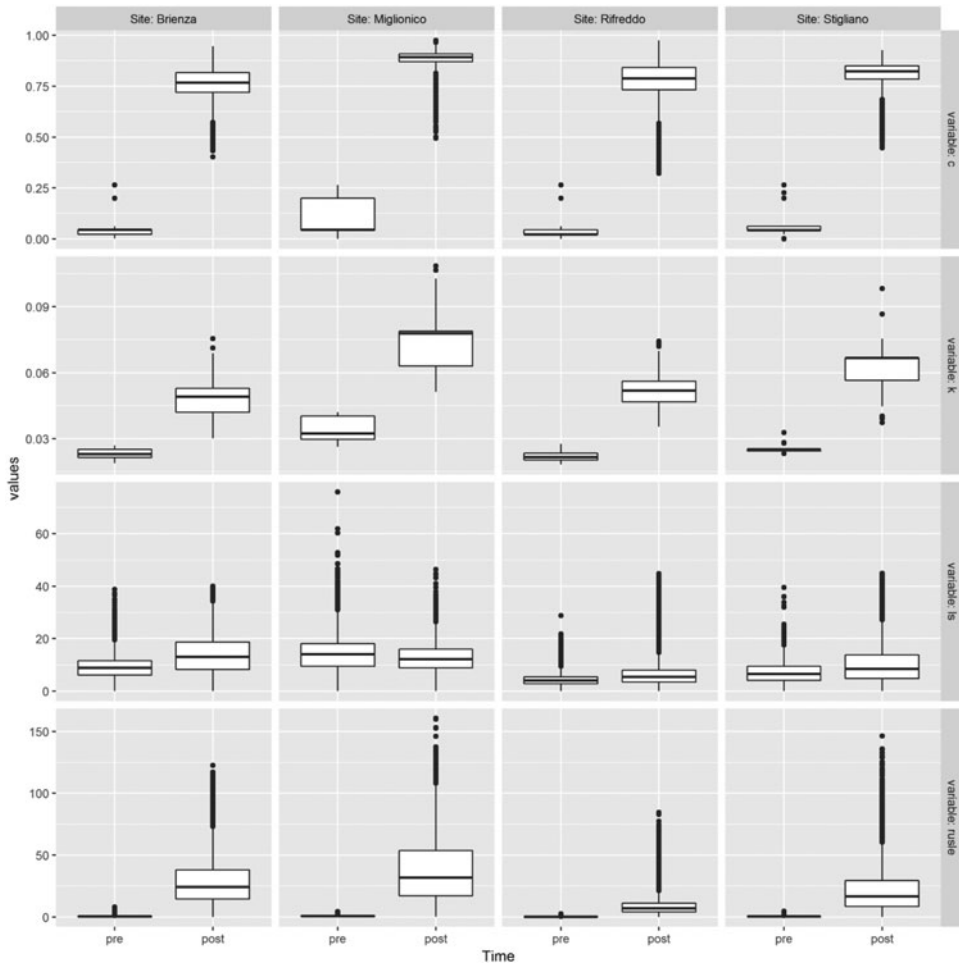 Site: Brienza
Site: Miglionico
Site: Rifreddo
Site: Stigliano
1.00
0.75
0.50
0.25
0.00
variable: c
0.09
0.06
0.03
variable: k
values
60
40
20
0
variable: ls
150
100
50
0
variable: rusle
pre
post
pre
post
pre
post
pre
post
Time